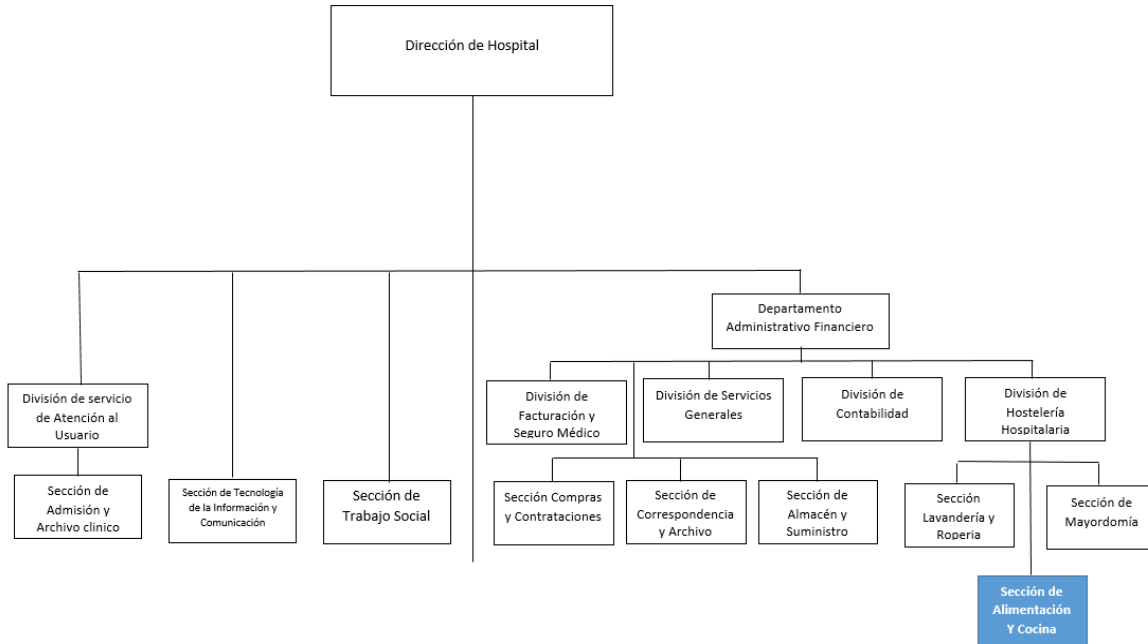 Dirección de Hospital
Departamento
Administrativo Financiero
División de servicio
de Atención al
Usuario
División de
Facturación y
Seguro Médico
División de Servicios
Generales
División de
Contabilidad
División de
Hostelería
Hospitalaria
Sección de
Admisión y
Archivo clinico
Sección de Tecnología
de la Información y
Comunicación
Sección de
Trabajo Social
Sección Compras
y Contrataciones
Sección de
Correspondencia
y Archivo
Sección de
Almacén y
Suministro
Sección
Lavandería y
Roperia
Sección de
Mayordomía
Sección de
Alimentación
Y Cocina